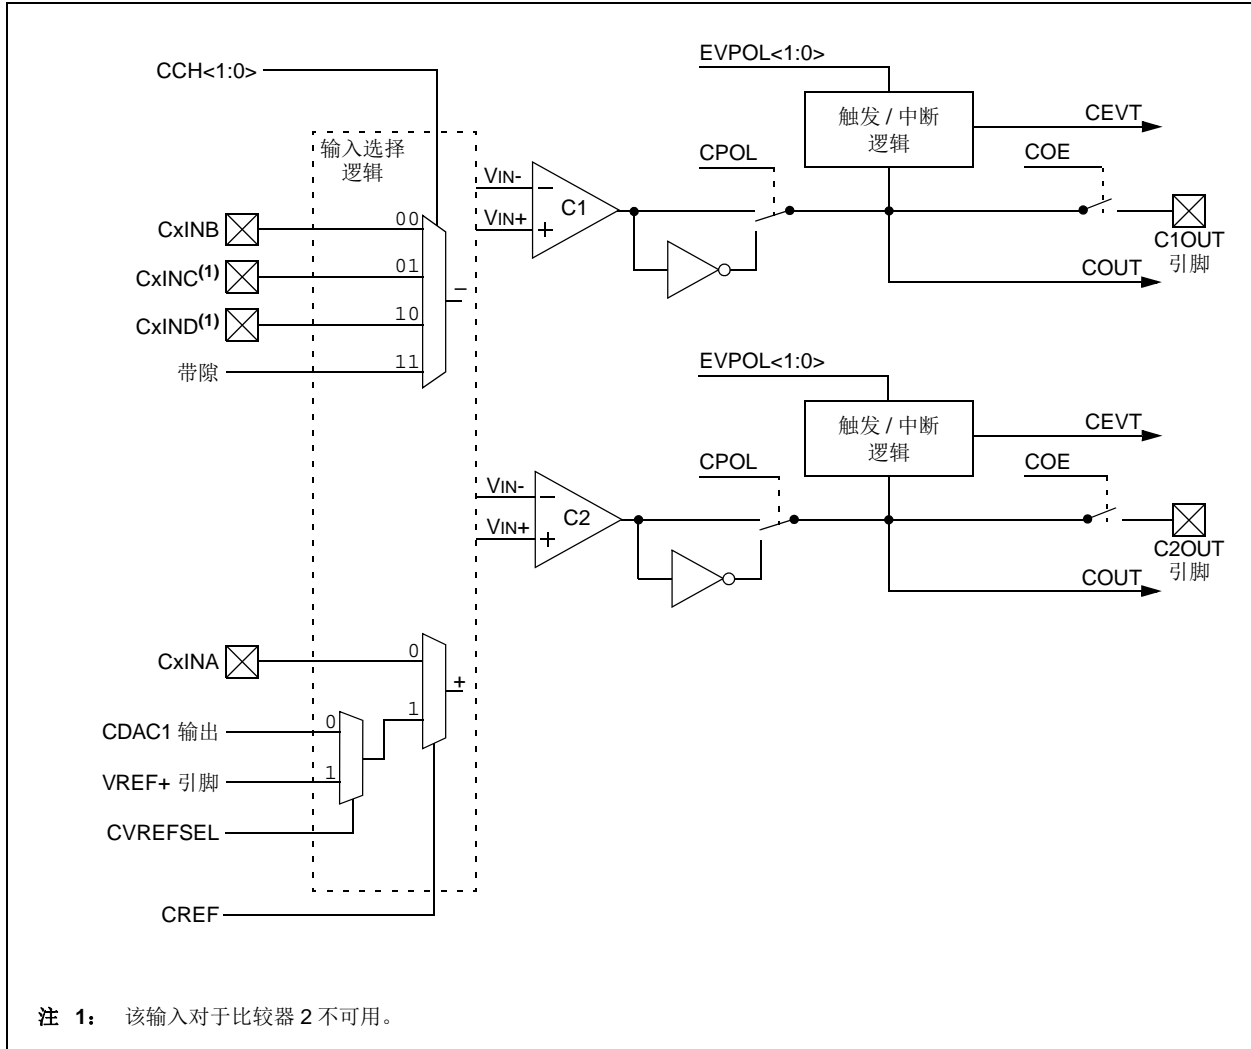 CCH<1:0>
输入选择
逻辑
CxINB
00
CxINC(1)
01
CxIND(1)
10
带隙
11
–
VIN-
VIN+
–
+
C1
CPOL
EVPOL<1:0>
触发 / 中断
逻辑
CEVT
COE
C1OUT
引脚
COUT
VIN-
VIN+
–
+
C2
CPOL
EVPOL<1:0>
触发 / 中断
逻辑
CEVT
COE
C2OUT
引脚
COUT
CxINA
0
1
+
CDAC1 输出
0
VREF+ 引脚
1
CVREFSEL
CREF
注 1: 该输入对于比较器 2 不可用。